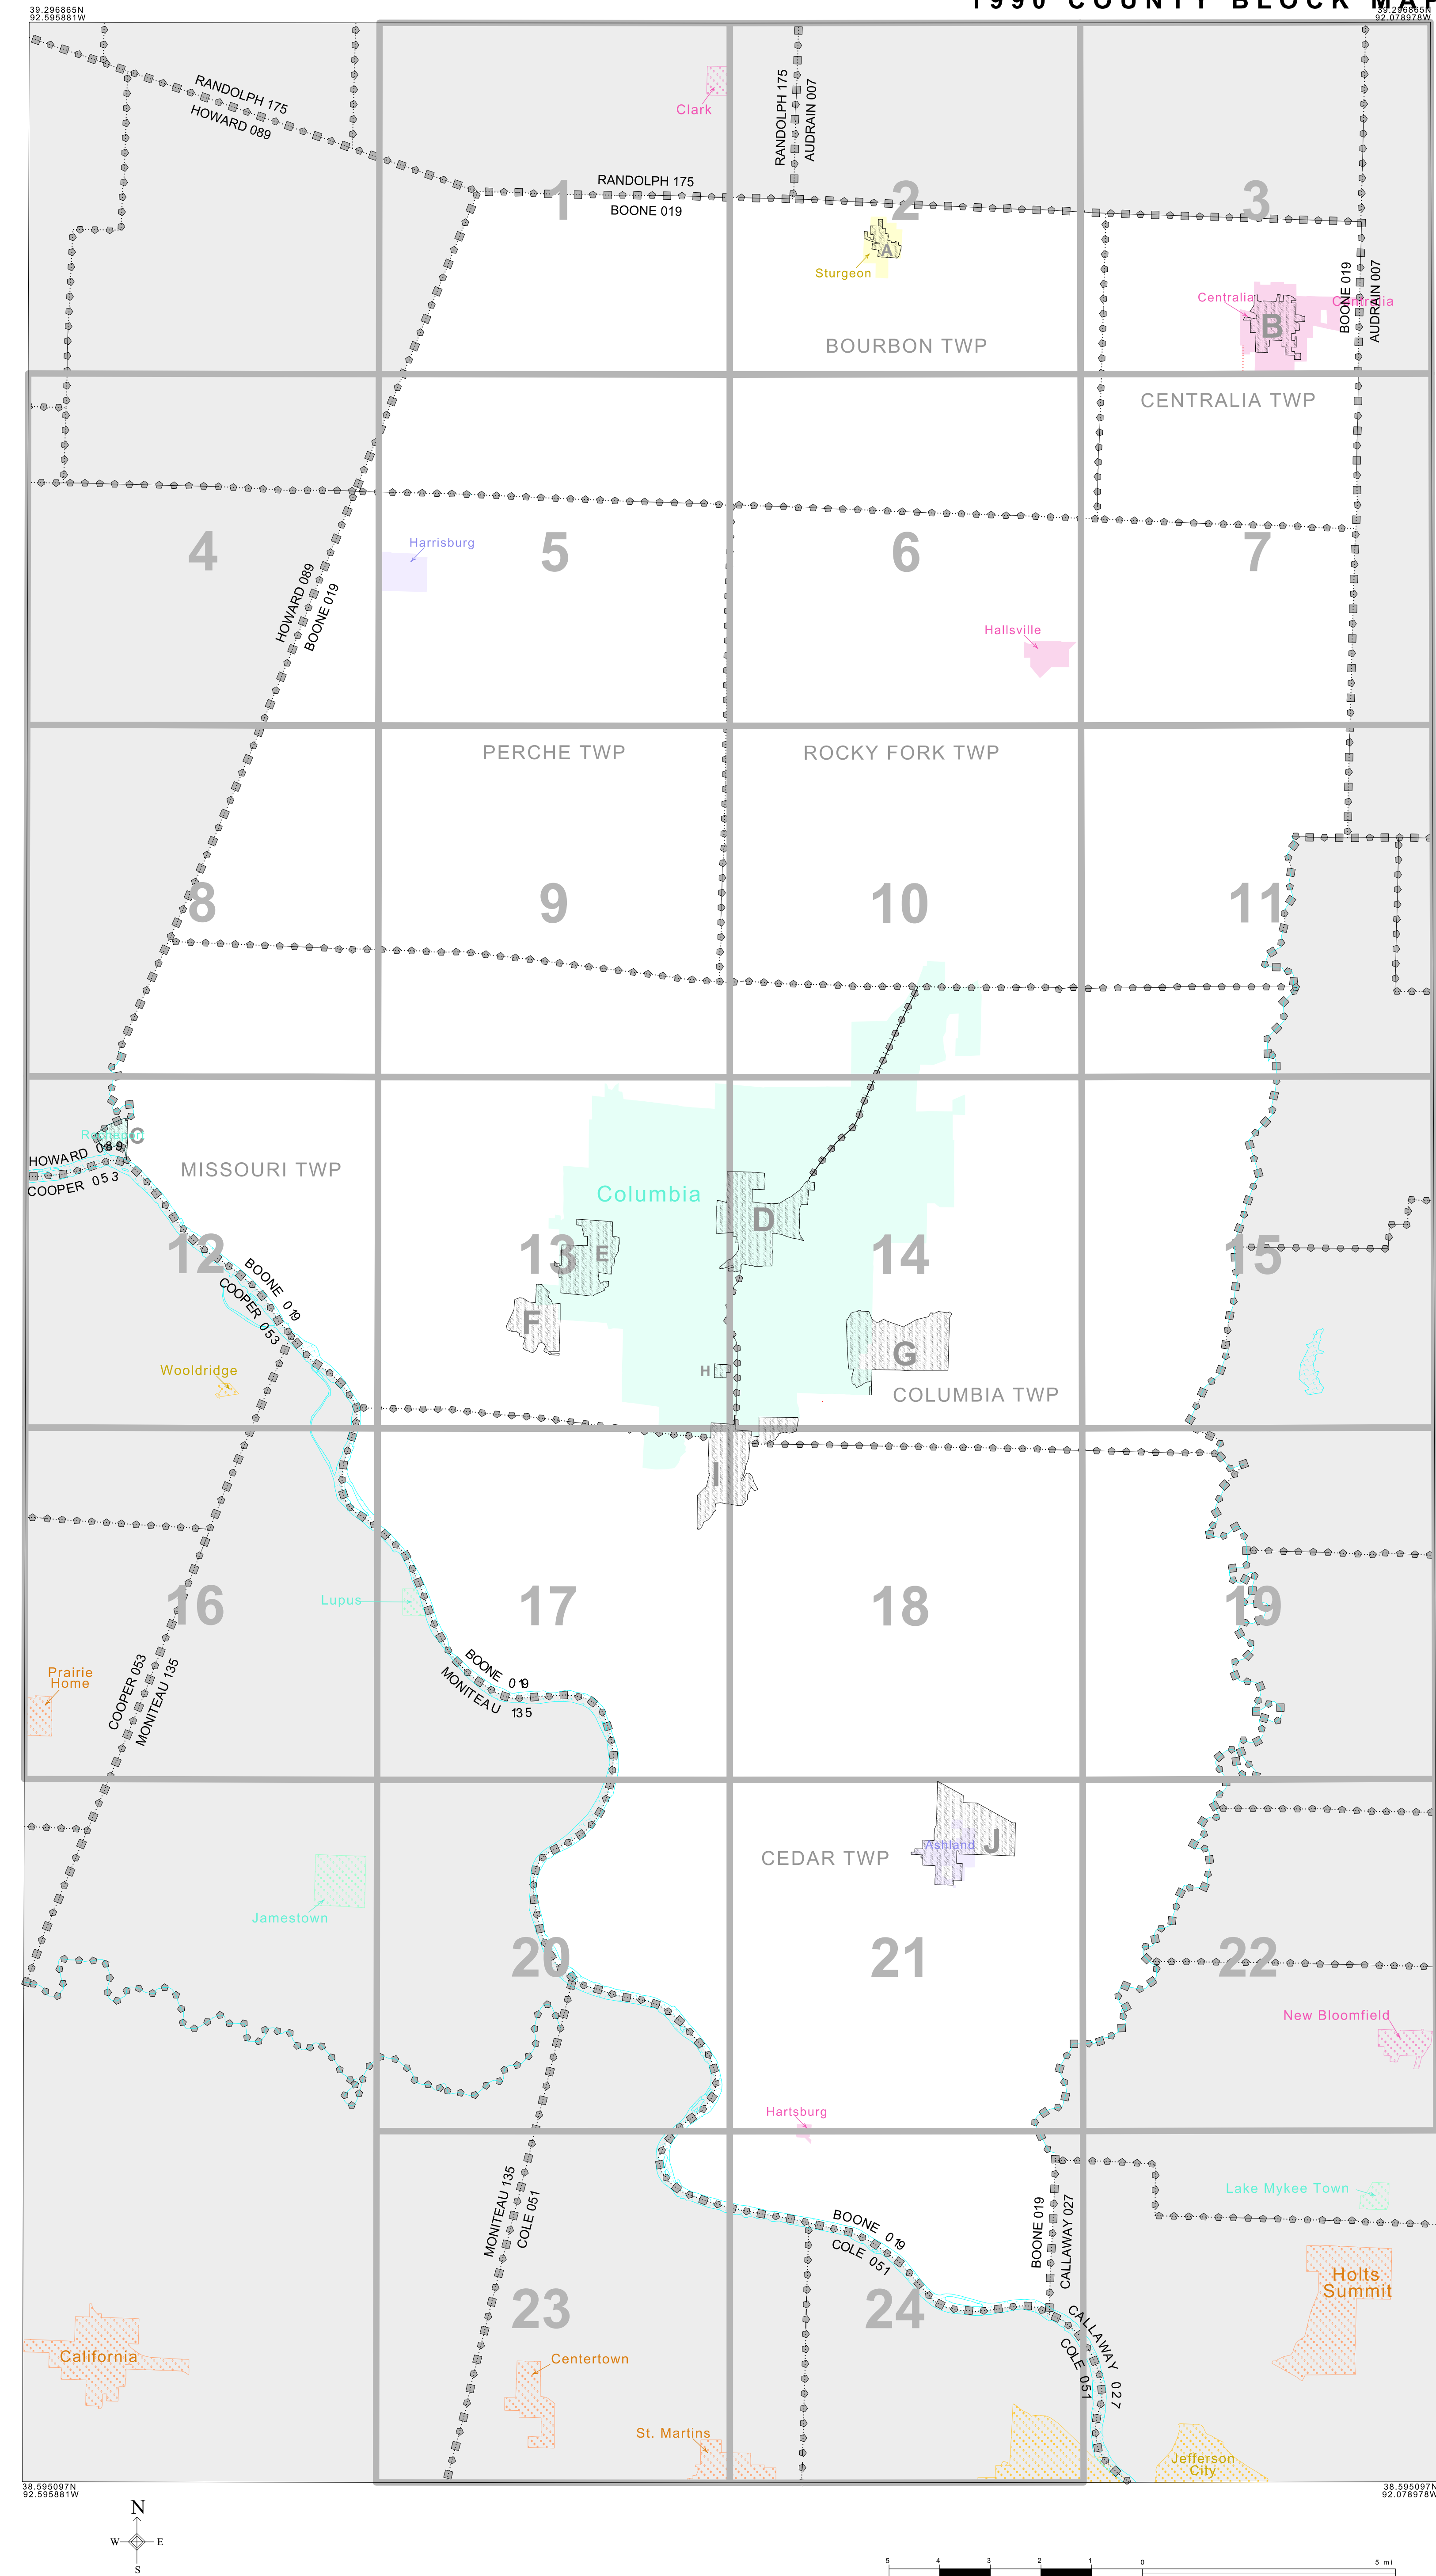 1990 COUNTY BLOCK MAP
39.296865N
92.595881W
39.296865N
92.078978W
RANDOLPH 175
HOWARD 089
Clark
RANDOLPH 175
AUDRAIN 007
RANDOLPH 175
BOONE 019
1
2
3
A
Sturgeon
Centralia
Centralia
B
BOONE 019
AUDRAIN 007
BOURBON TWP
CENTRALIA TWP
4
Harrisburg
5
6
7
HOWARD 089
BOONE 019
Hallsville
PERCHE TWP
ROCKY FORK TWP
8
9
10
11
Rocheport
C
HOWARD 089
COOPER 053
MISSOURI TWP
Columbia
D
12
13
E
14
15
BOONE 019
COOPER 053
F
G
H
Wooldridge
COLUMBIA TWP
I
16
Lupus
17
18
19
Prairie
Home
COOPER 053
MONITEAU 135
BOONE 019
MONITEAU 135
Ashland
J
CEDAR TWP
Jamestown
20
21
22
New Bloomfield
Hartsburg
MONITEAU 135
COLE 051
BOONE 019
COLE 051
BOONE 019
CALLAWAY 027
Lake Mykee Town
Holts
Summit
23
24
CALLAWAY 027
COLE 051
California
Centertown
St. Martins
Jefferson
City
38.595097N
92.595881W
38.595097N
92.078978W
N
W
E
S
5 4 3 2 1 0 5 mi